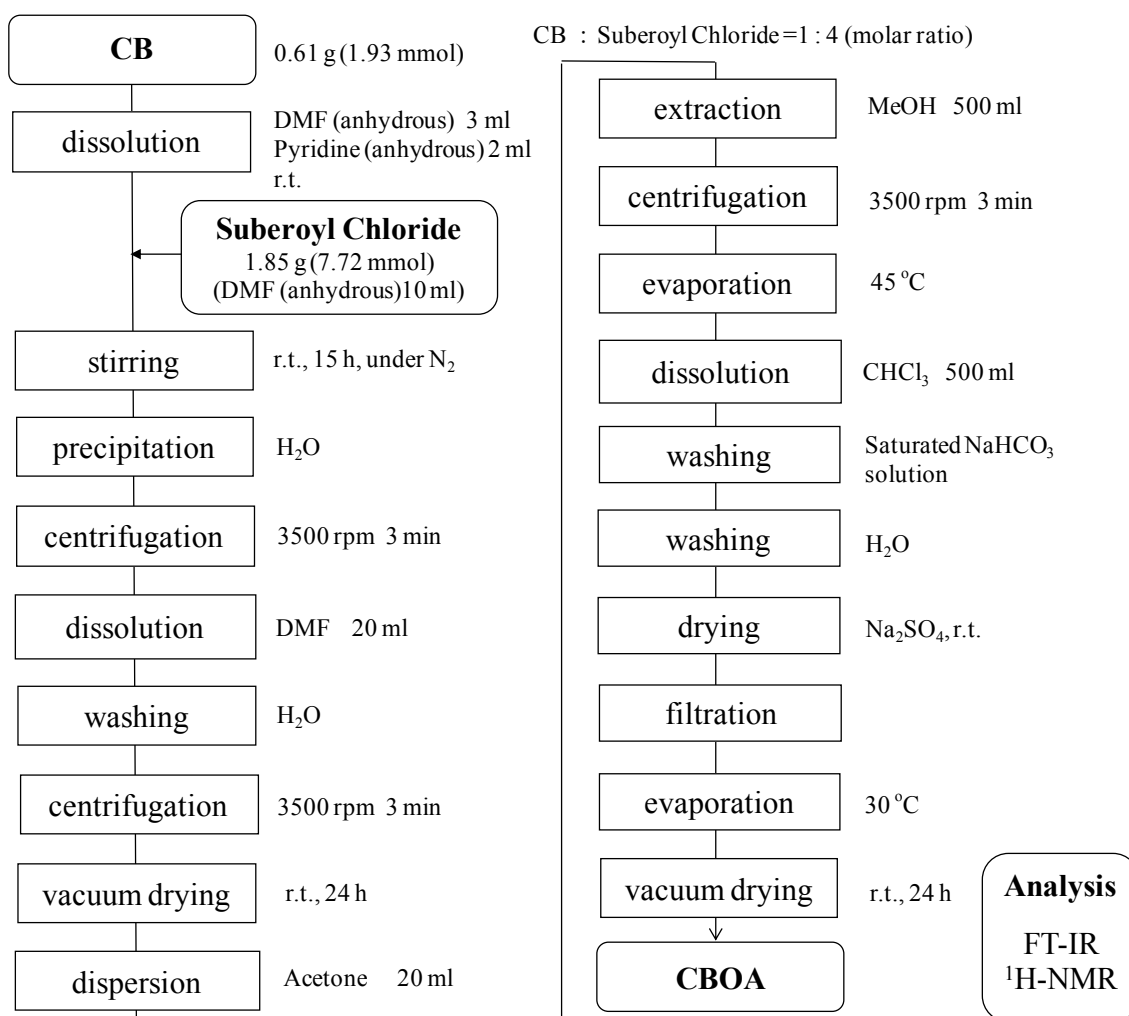 CB
0.61 g (1.93 mmol)
dissolution
DMF (anhydrous) 3 ml
Pyridine (anhydrous) 2 ml
r.t.
Suberoyl Chloride
1.85 g (7.72 mmol)
(DMF (anhydrous)10 ml)
stirring
r.t., 15 h, under N₂
precipitation
H₂O
centrifugation
3500 rpm 3 min
dissolution
DMF 20 ml
washing
H₂O
centrifugation
3500 rpm 3 min
vacuum drying
r.t., 24 h
dispersion
Acetone 20 ml
CB : Suberoyl Chloride =1 : 4 (molar ratio)
extraction
MeOH 500 ml
centrifugation
3500 rpm 3 min
evaporation
45 °C
dissolution
CHCl₃ 500 ml
washing
Saturated NaHCO₃
solution
washing
H₂O
drying
Na₂SO₄, r.t.
filtration
evaporation
30 °C
vacuum drying
r.t., 24 h
CBOA
Analysis
FT-IR
¹H-NMR